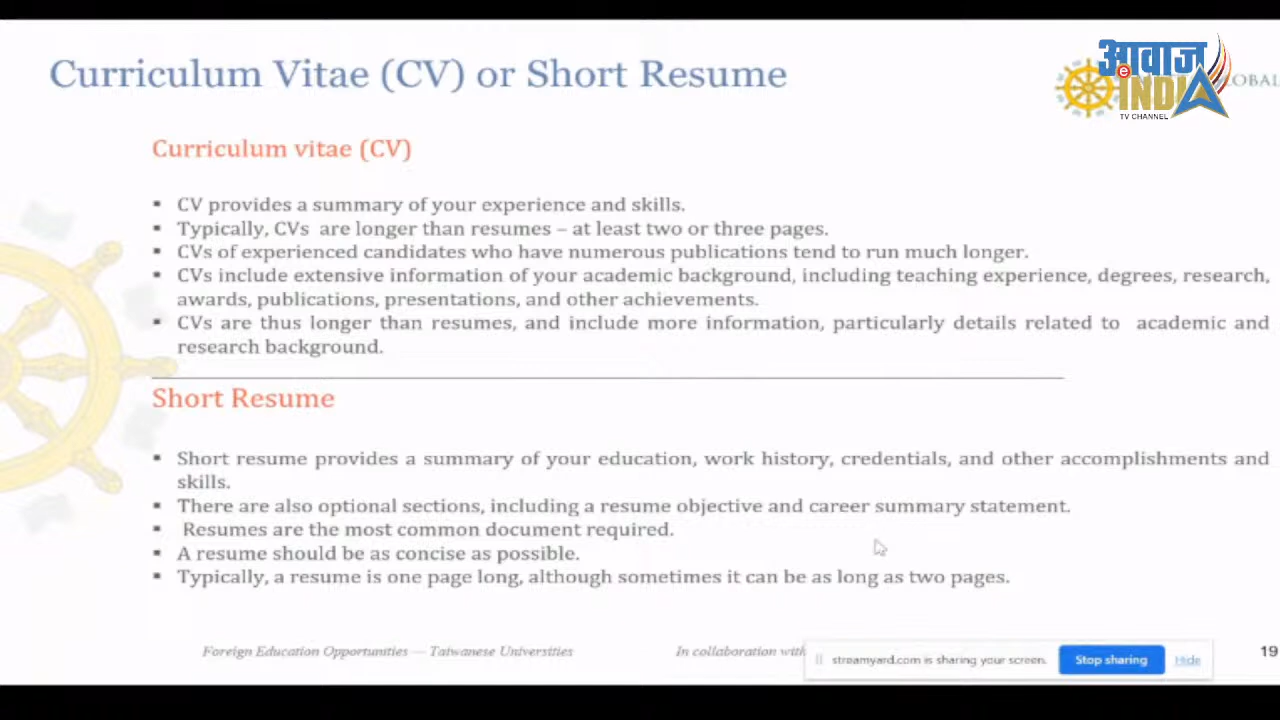 Curriculum Vitae (CV) or Short Resume
आवाज
e
INDIA
TV CHANNEL
Curriculum vitae (CV)
▪ CV provides a summary of your experience and skills.
▪ Typically, CVs are longer than resumes – at least two or three pages.
▪ CVs of experienced candidates who have numerous publications tend to run much longer.
▪ CVs include extensive information of your academic background, including teaching experience, degrees, research,
awards, publications, presentations, and other achievements.
▪ CVs are thus longer than resumes, and include more information, particularly details related to academic and
research background.
Short Resume
▪ Short resume provides a summary of your education, work history, credentials, and other accomplishments and
skills.
▪ There are also optional sections, including a resume objective and career summary statement.
▪ Resumes are the most common document required.
▪ A resume should be as concise as possible.
▪ Typically, a resume is one page long, although sometimes it can be as long as two pages.
Foreign Education Opportunities — Taiwanese Universities
In collaboration with
streamyard.com is sharing your screen.
Stop sharing
Hide
19